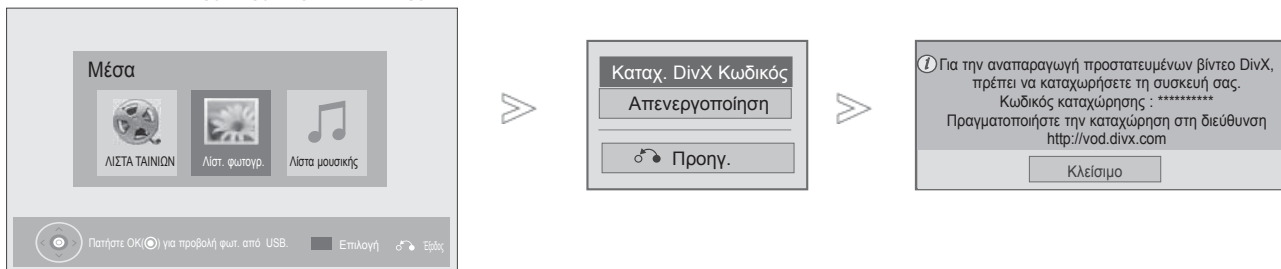 Μέσα
ΛΙΣΤΑ ΤΑΙΝΙΩΝ
Λίστ. φωτογρ.
Λίστα μουσικής
Πατήστε OK(◉) για προβολή φωτ. από USB.
Επιλογή
Έξοδος
Καταχ. DivX Κωδικός
Απενεργοποίηση
Προηγ.
Για την αναπαραγωγή προστατευμένων βίντεο DivX,
πρέπει να καταχωρήσετε τη συσκευή σας.
Κωδικός καταχώρησης : **********
Πραγματοποιήστε την καταχώρηση στη διεύθυνση
http://vod.divx.com
Κλείσιμο